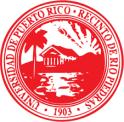 UNIVERSIDAD DE PUERTO RICO · RECINTO DE RIO PIEDRAS
· 1903 ·